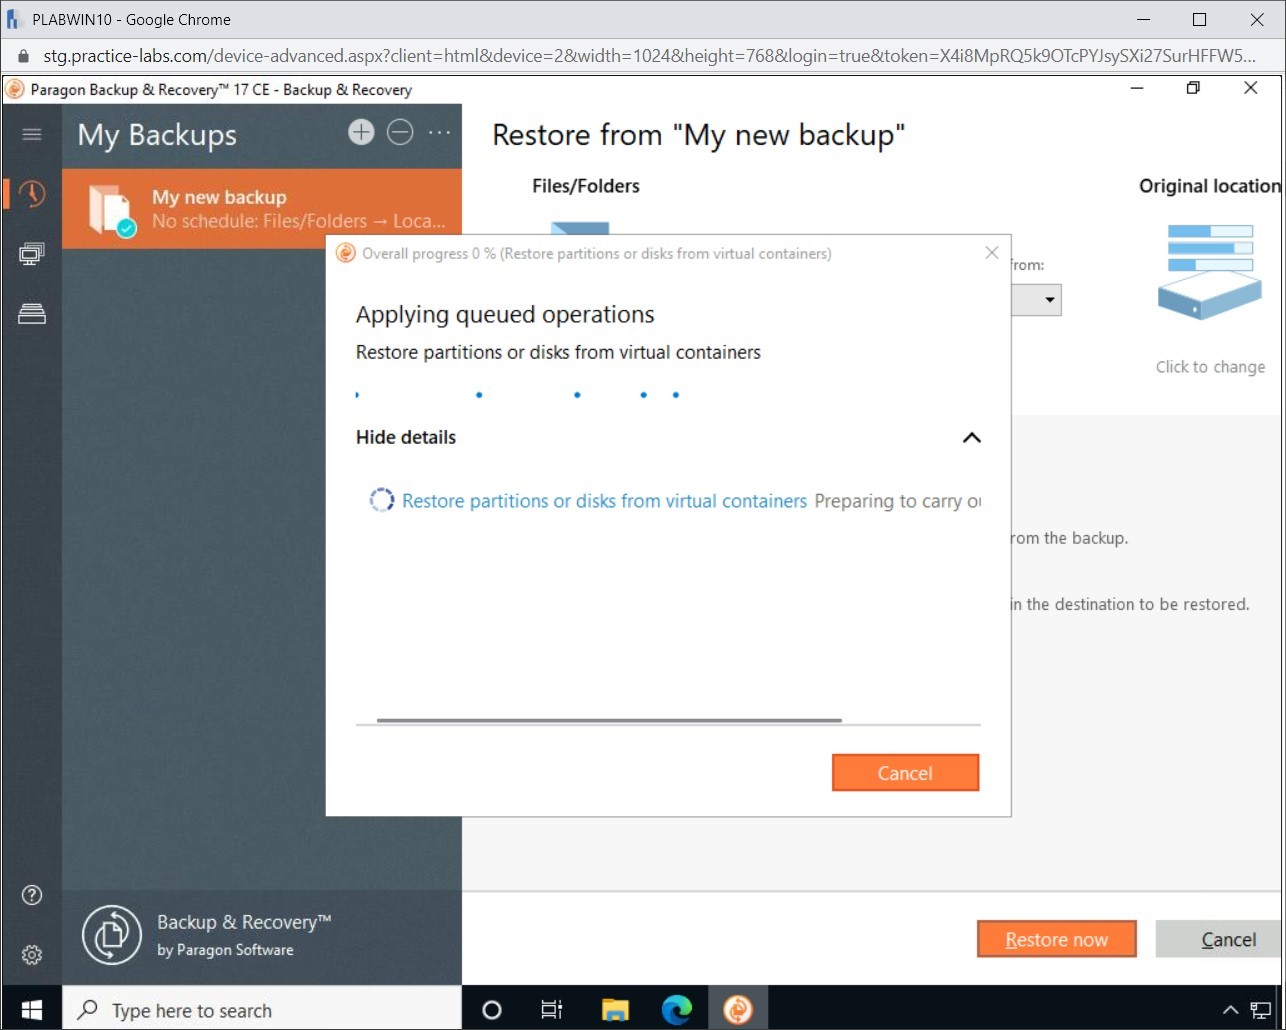 PLABWIN10 - Google Chrome
stg.practice-labs.com/device-advanced.aspx?client=html&device=2&width=1024&height=768&login=true&token=X4i8MpRQ5k9OTcPYJsySXi27SurHFFW5...
Paragon Backup & Recovery™ 17 CE - Backup & Recovery
My Backups
Restore from "My new backup"
My new backup
No schedule: Files/Folders → Loca...
Files/Folders
Original location
from:
Click to change
Overall progress 0 % (Restore partitions or disks from virtual containers)
Applying queued operations
Restore partitions or disks from virtual containers
Hide details
Restore partitions or disks from virtual containers Preparing to carry ou
rom the backup.
in the destination to be restored.
Cancel
Backup & Recovery™
by Paragon Software
Restore now
Cancel
Type here to search